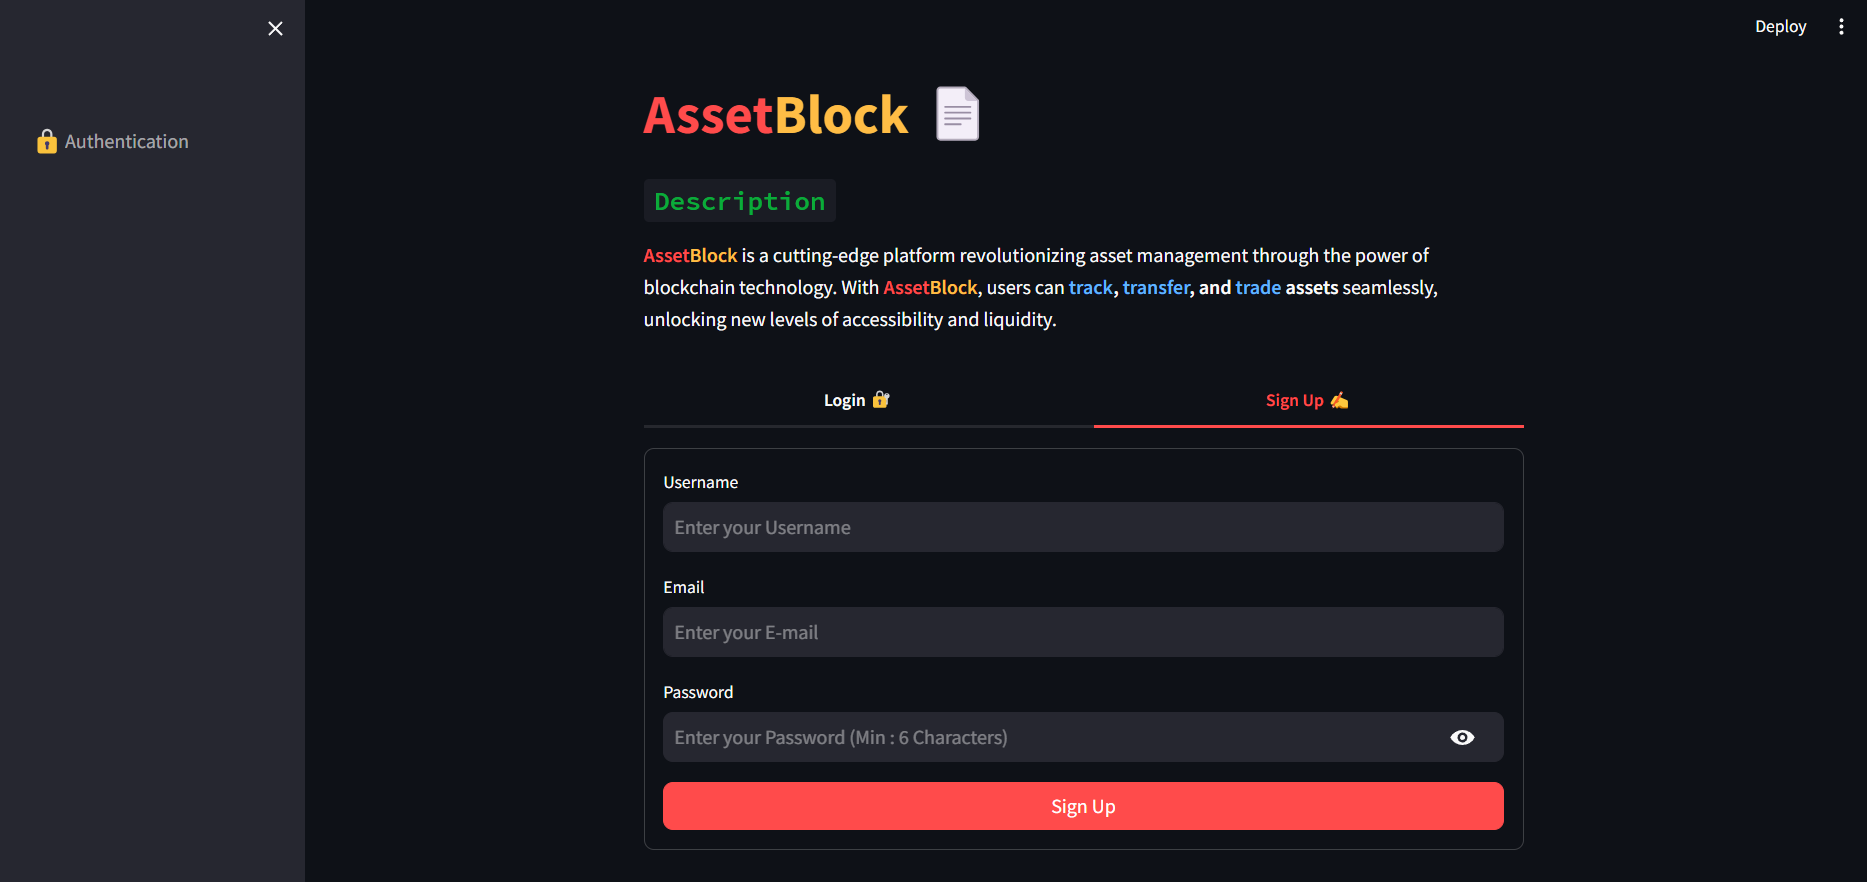 Deploy
Authentication
AssetBlock
Description
AssetBlock is a cutting-edge platform revolutionizing asset management through the power of
blockchain technology. With AssetBlock, users can track, transfer, and trade assets seamlessly,
unlocking new levels of accessibility and liquidity.
Login
Sign Up
Username
Enter your Username
Email
Enter your E-mail
Password
Enter your Password (Min : 6 Characters)
Sign Up